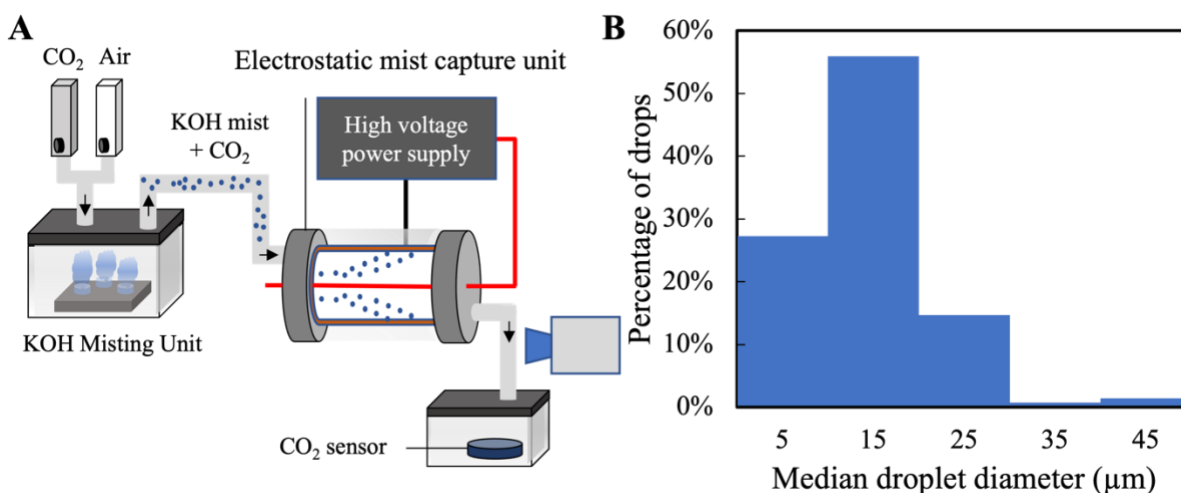 A
CO₂
Air
Electrostatic mist capture unit
KOH mist
+ CO₂
High voltage
power supply
KOH Misting Unit
CO₂ sensor
B
Percentage of drops
60%
50%
40%
30%
20%
10%
0%
5
15
25
35
45
Median droplet diameter (µm)